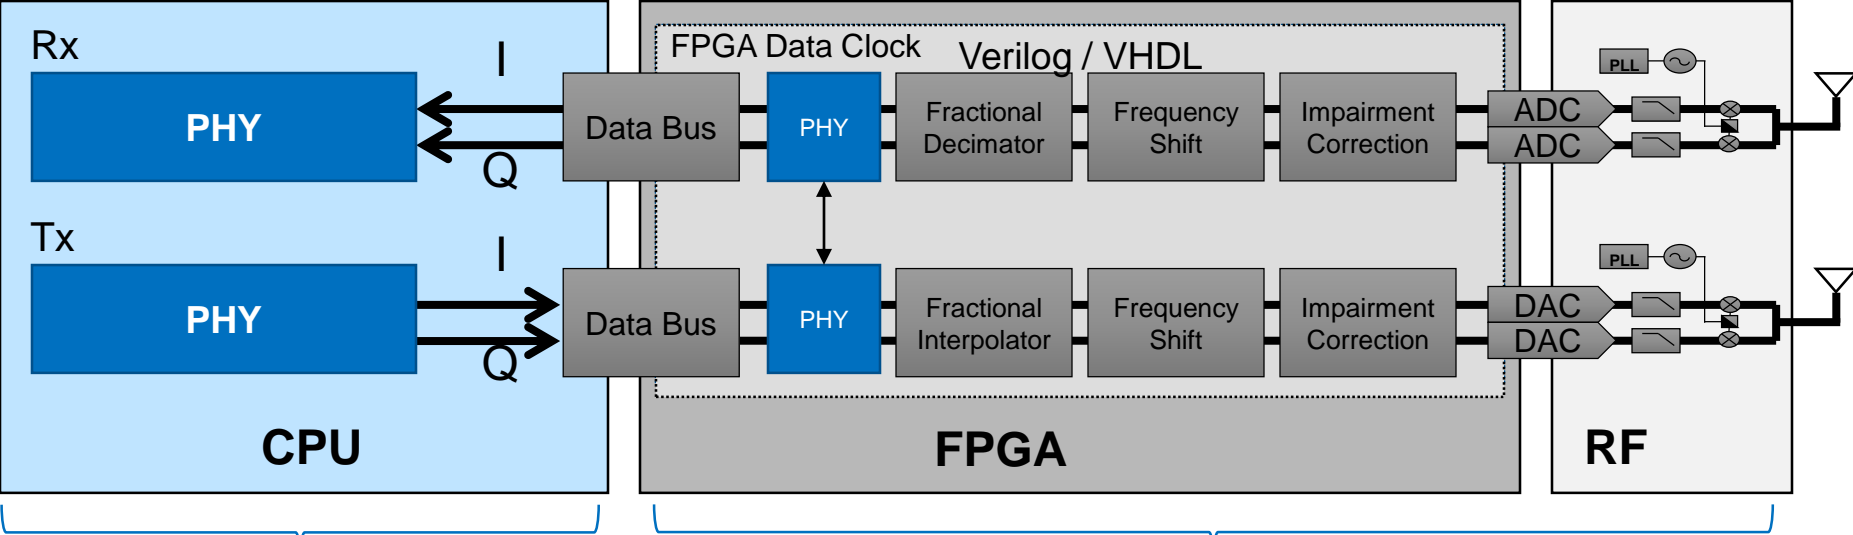 Rx
I
FPGA Data Clock
Verilog / VHDL
PLL
PHY
Data Bus
PHY
Fractional
Decimator
Frequency
Shift
Impairment
Correction
ADC
ADC
Q
Tx
I
PLL
PHY
Data Bus
PHY
Fractional
Interpolator
Frequency
Shift
Impairment
Correction
DAC
DAC
Q
CPU
FPGA
RF